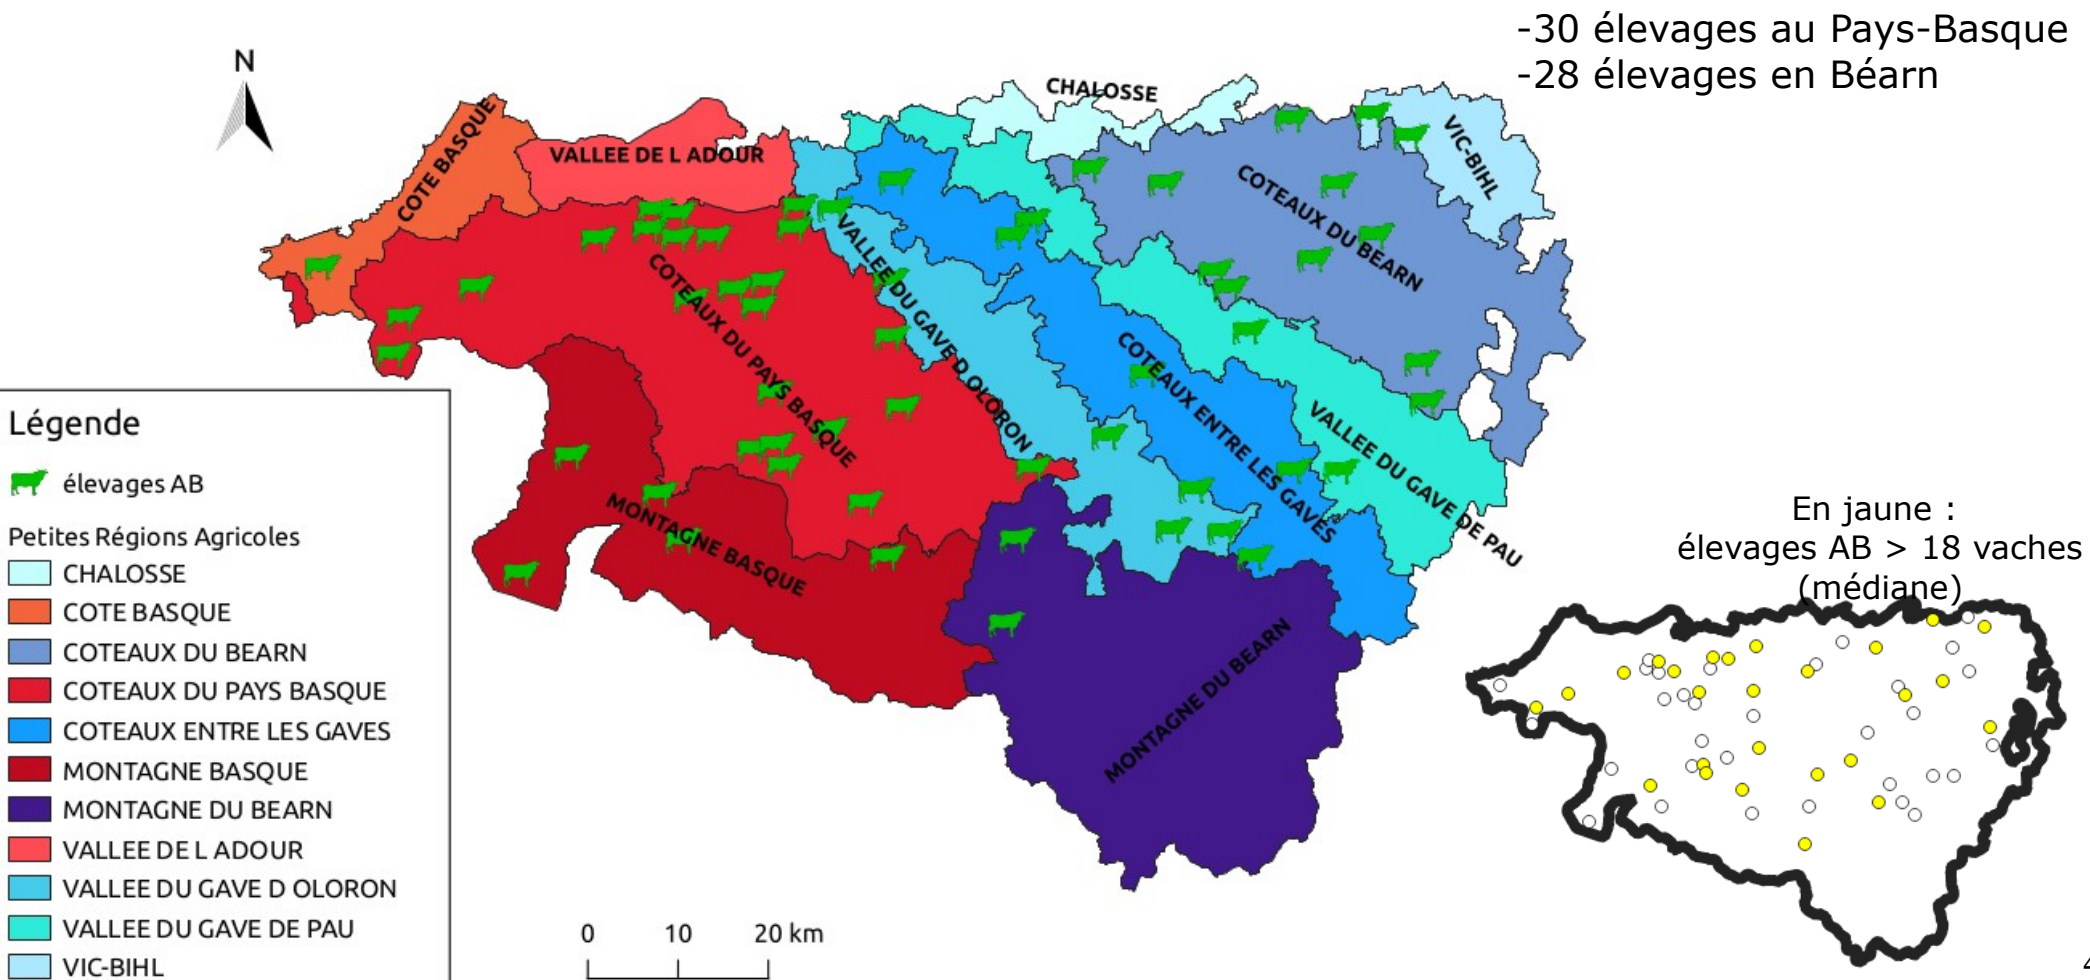 -30 élevages au Pays-Basque
-28 élevages en Béarn
N
CHALOSSE
COTE BASQUE
VALLEE DE L ADOUR
VIC-BIHL
COTEAUX DU BEARN
VALLEE DU GAVE D OLORON
COTEAUX DU PAYS BASQUE
COTEAUX ENTRE LES GAVES
VALLEE DU GAVE DE PAU
MONTAGNE BASQUE
MONTAGNE DU BEARN
Légende
élevages AB
Petites Régions Agricoles
CHALOSSE
COTE BASQUE
COTEAUX DU BEARN
COTEAUX DU PAYS BASQUE
COTEAUX ENTRE LES GAVES
MONTAGNE BASQUE
MONTAGNE DU BEARN
VALLEE DE L ADOUR
VALLEE DU GAVE D OLORON
VALLEE DU GAVE DE PAU
VIC-BIHL
0 10 20 km
En jaune :
élevages AB > 18 vaches
(médiane)